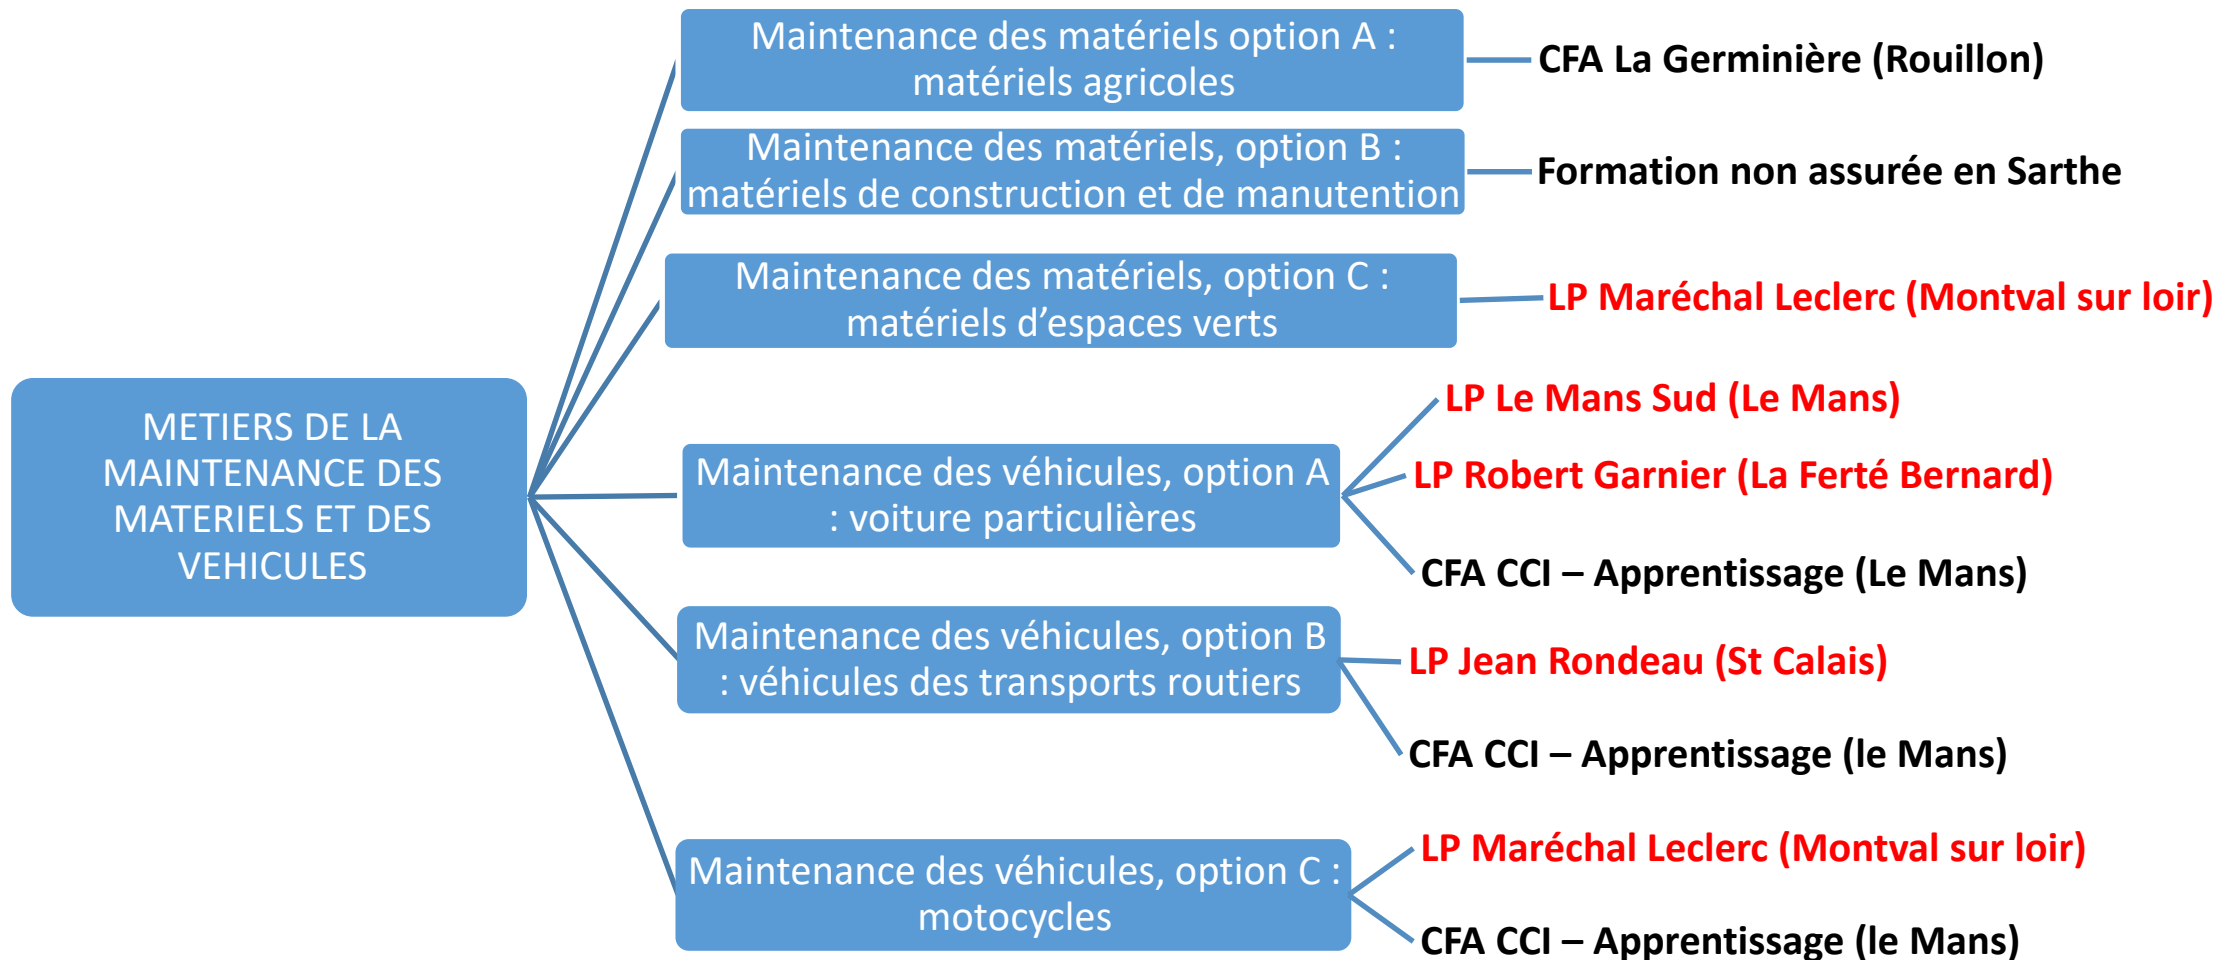 Maintenance des matériels option A :
matériels agricoles
CFA La Germinière (Rouillon)
Maintenance des matériels, option B :
matériels de construction et de manutention
Formation non assurée en Sarthe
Maintenance des matériels, option C :
matériels d’espaces verts
LP Maréchal Leclerc (Montval sur loir)
METIERS DE LA
MAINTENANCE DES
MATERIELS ET DES
VEHICULES
Maintenance des véhicules, option A
: voiture particulières
LP Le Mans Sud (Le Mans)
LP Robert Garnier (La Ferté Bernard)
CFA CCI – Apprentissage (Le Mans)
Maintenance des véhicules, option B
: véhicules des transports routiers
LP Jean Rondeau (St Calais)
CFA CCI – Apprentissage (le Mans)
Maintenance des véhicules, option C :
motocycles
LP Maréchal Leclerc (Montval sur loir)
CFA CCI – Apprentissage (le Mans)